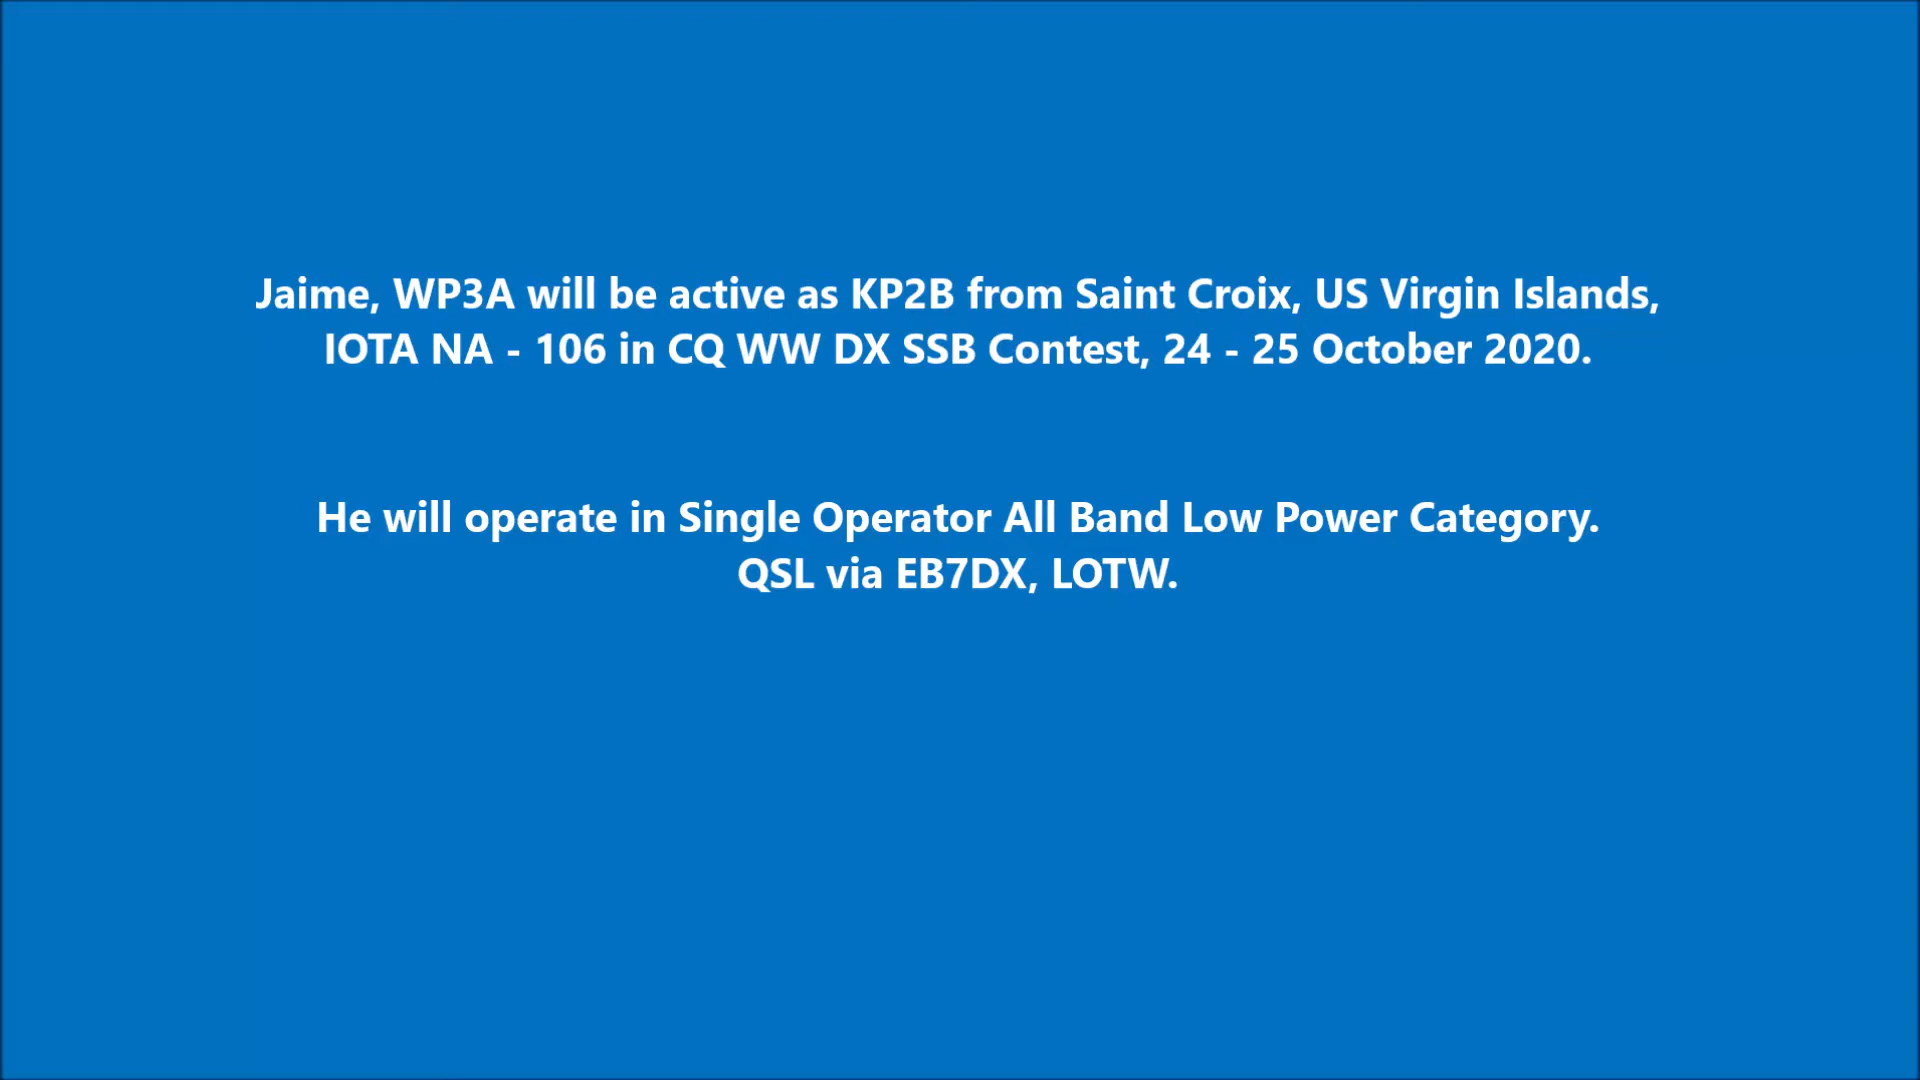 Jaime, WP3A will be active as KP2B from Saint Croix, US Virgin Islands,
IOTA NA - 106 in CQ WW DX SSB Contest, 24 - 25 October 2020.
He will operate in Single Operator All Band Low Power Category.
QSL via EB7DX, LOTW.